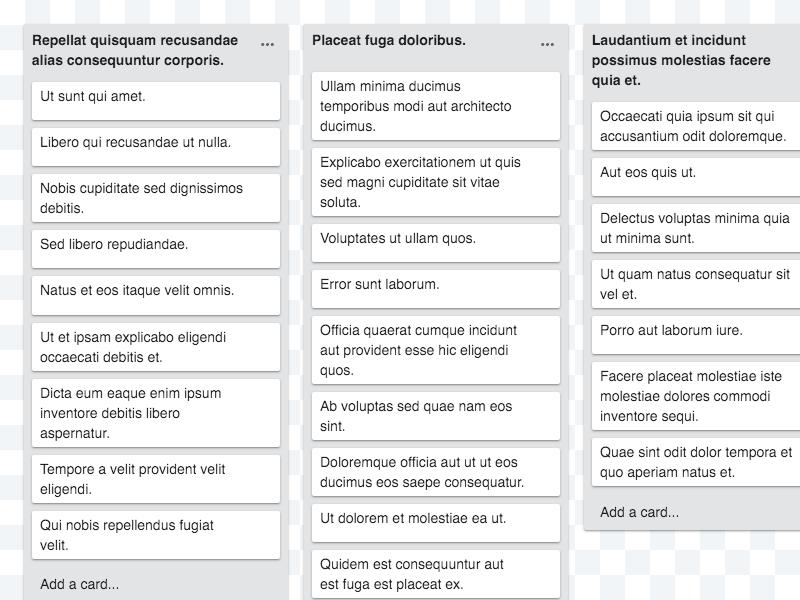 Repellat quisquam recusandae
alias consequuntur corporis.
Ut sunt qui amet.
Libero qui recusandae ut nulla.
Nobis cupiditate sed dignissimos
debitis.
Sed libero repudiandae.
Natus et eos itaque velit omnis.
Ut et ipsam explicabo eligendi
occaecati debitis et.
Dicta eum eaque enim ipsum
inventore debitis libero
aspernatur.
Tempore a velit provident velit
eligendi.
Qui nobis repellendus fugiat
velit.
Add a card...
Placeat fuga doloribus.
Ullam minima ducimus
temporibus modi aut architecto
ducimus.
Explicabo exercitationem ut quis
sed magni cupiditate sit vitae
soluta.
Voluptates ut ullam quos.
Error sunt laborum.
Officia quaerat cumque incidunt
aut provident esse hic eligendi
quos.
Ab voluptas sed quae nam eos
sint.
Doloremque officia aut ut ut eos
ducimus eos saepe consequatur.
Ut dolorem et molestiae ea ut.
Quidem est consequuntur aut
est fuga est placeat ex.
Laudantium et incidunt
possimus molestias facere
quia et.
Occaecati quia ipsum sit qui
accusantium odit doloremque.
Aut eos quis ut.
Delectus voluptas minima quia
ut minima sunt.
Ut quam natus consequatur sit
vel et.
Porro aut laborum iure.
Facere placeat molestiae iste
molestiae dolores commodi
inventore sequi.
Quae sint odit dolor tempora et
quo aperiam natus et.
Add a card...